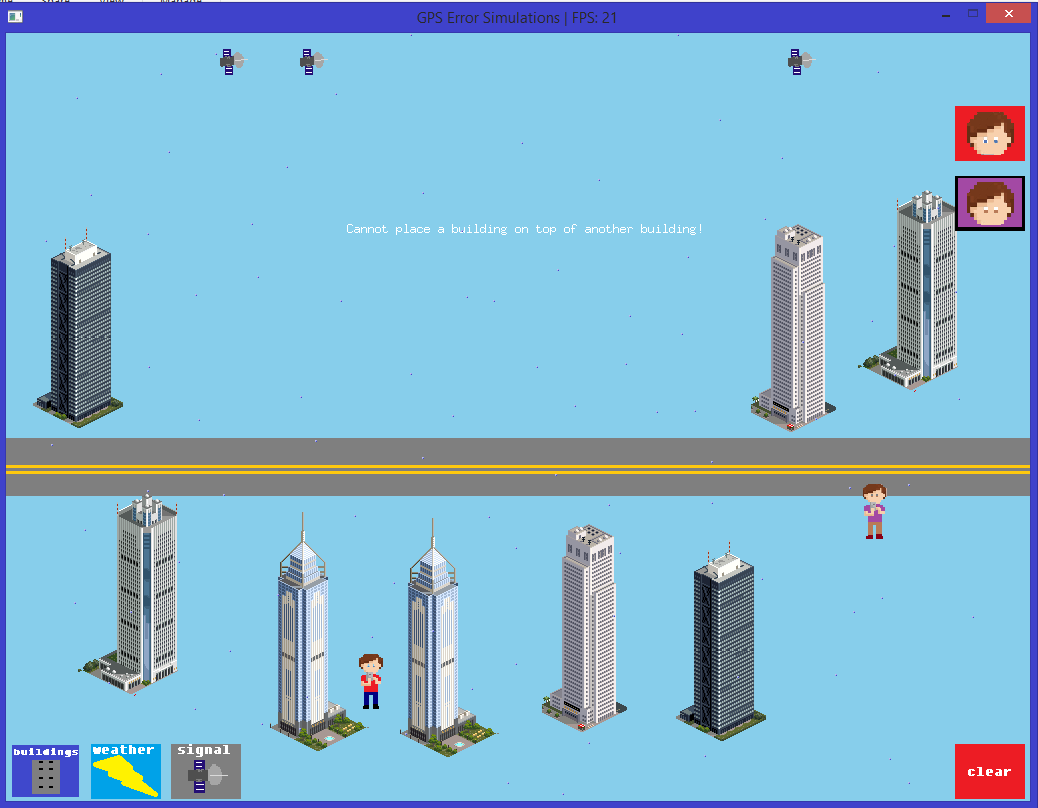 GPS Error Simulations | FPS: 21
Cannot place a building on top of another building!
buildings
weather
signal
clear